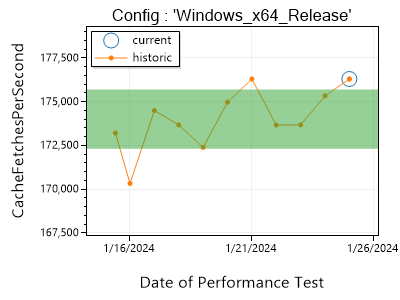 Config : 'Windows_x64_Release'
current
historic
177,500
175,000
172,500
170,000
167,500
CacheFetchesPerSecond
1/16/2024
1/21/2024
1/26/2024
Date of Performance Test